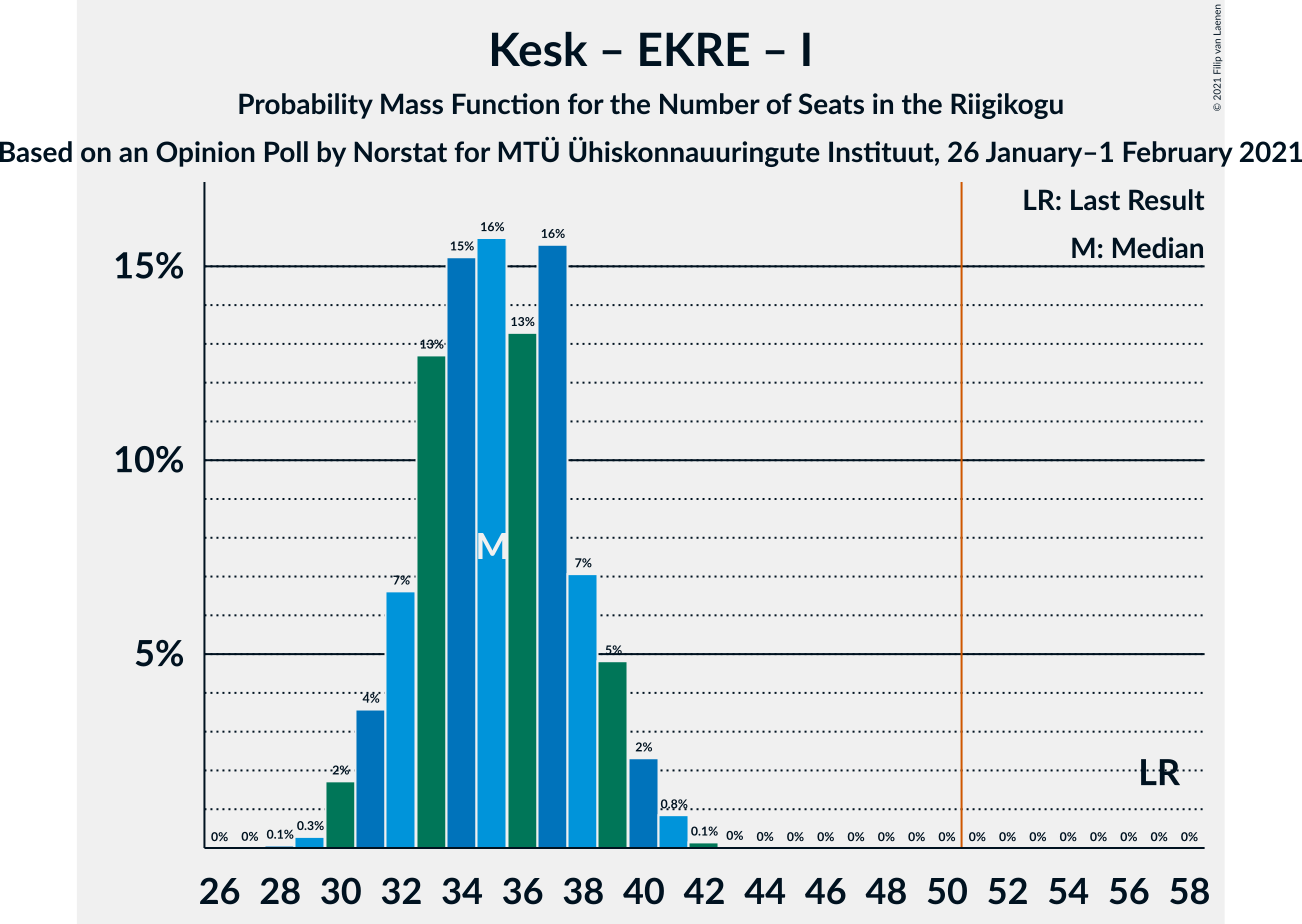 Kesk – EKRE – I
Probability Mass Function for the Number of Seats in the Riigikogu
Based on an Opinion Poll by Norstat for MTÜ Ühiskonnauuringute Instituut, 26 January–1 February 2021
© 2021 Filip van Laenen
LR: Last Result
M: Median
15%
10%
5%
0% 0% 0.1% 0.3% 2% 4% 7% 13% 15% 16% 13% 16% 7% 5% 2% 0.8% 0.1% 0% 0% 0% 0% 0% 0% 0% 0% 0% 0% 0% 0% 0% 0% 0% 0%
M
LR
26 28 30 32 34 36 38 40 42 44 46 48 50 52 54 56 58